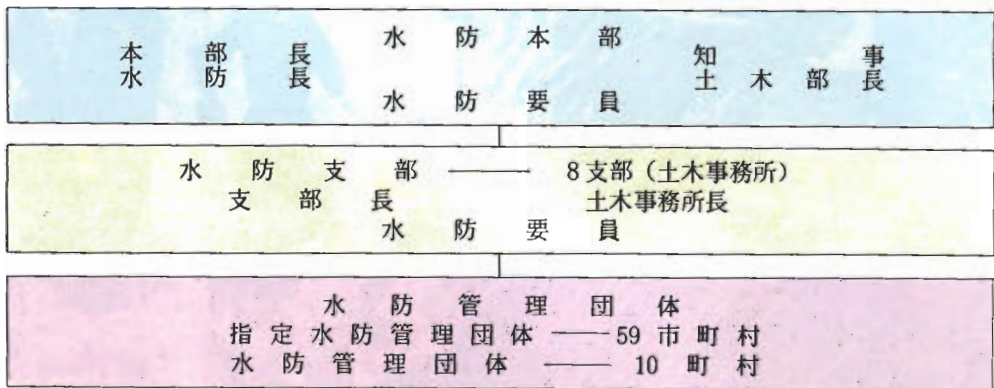 水防本部
本部長 知事
水防長 土木部長
水防要員
水防支部 ―― 8支部（土木事務所）
支部長 土木事務所長
水防要員
水防管理団体
指定水防管理団体 ―― 59市町村
水防管理団体 ―― 10町村